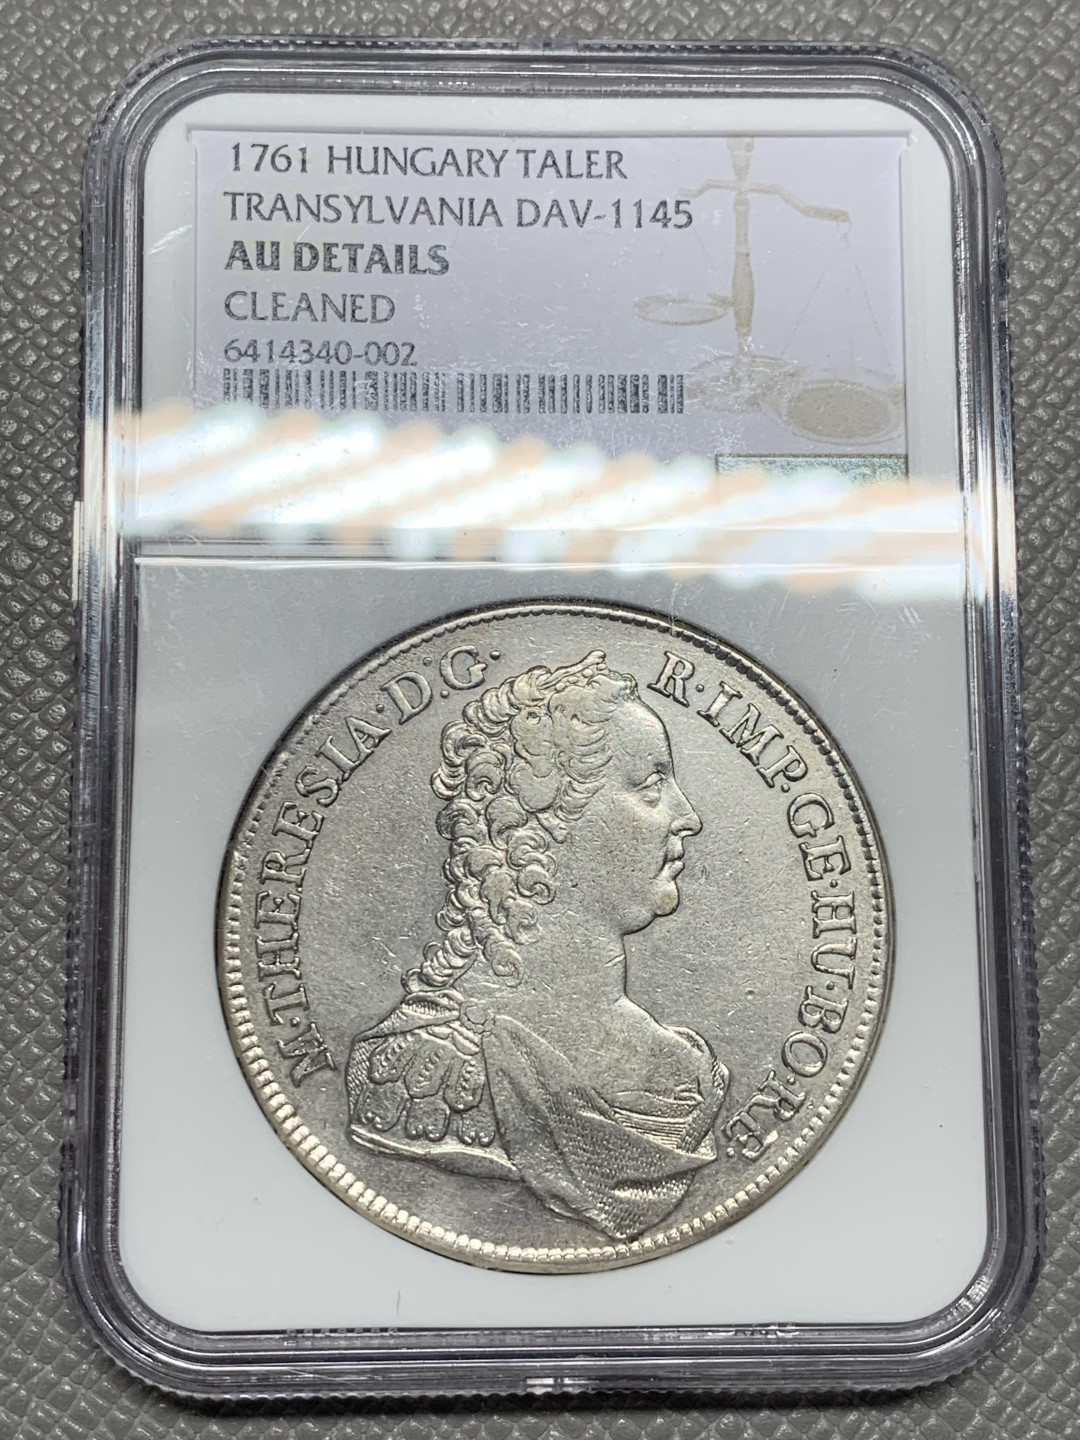 1761 HUNGARY TALER
TRANSYLVANIA DAV-1145
AU DETAILS
CLEANED
6414340-002
M·THERESIA·D:G· R·IMP·GE·HU·BO·RE·